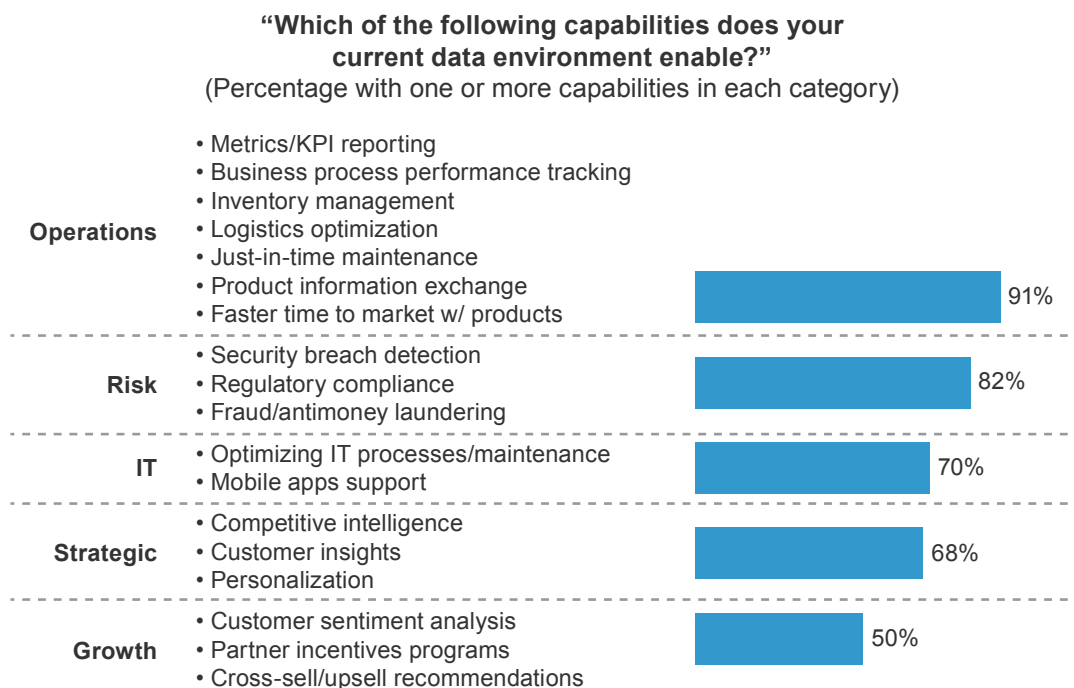 “Which of the following capabilities does your
current data environment enable?”
(Percentage with one or more capabilities in each category)
Operations
• Metrics/KPI reporting
• Business process performance tracking
• Inventory management
• Logistics optimization
• Just-in-time maintenance
• Product information exchange
• Faster time to market w/ products
91%
Risk
• Security breach detection
• Regulatory compliance
• Fraud/antimoney laundering
82%
IT
• Optimizing IT processes/maintenance
• Mobile apps support
70%
Strategic
• Competitive intelligence
• Customer insights
• Personalization
68%
Growth
• Customer sentiment analysis
• Partner incentives programs
• Cross-sell/upsell recommendations
50%